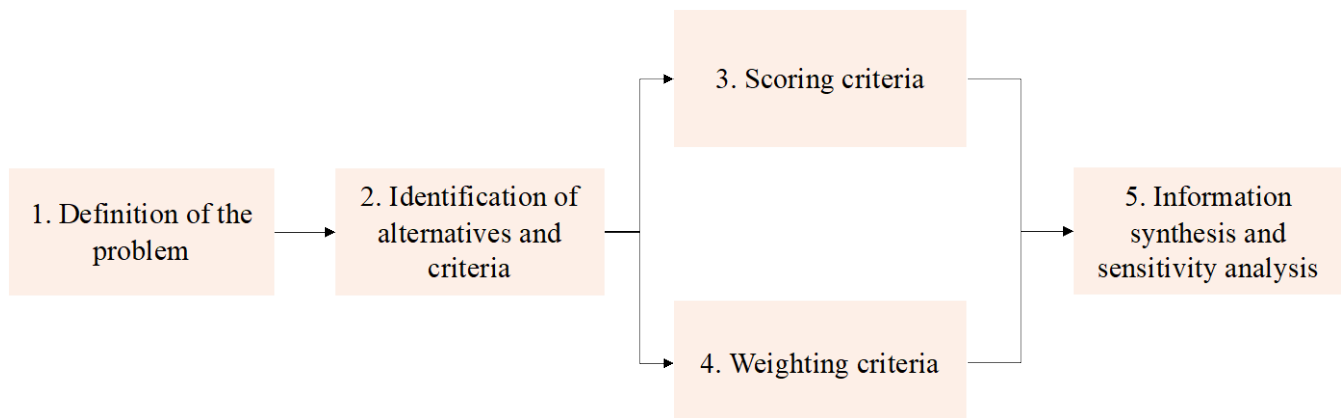 1. Definition of the
problem
2. Identification of
alternatives and
criteria
3. Scoring criteria
4. Weighting criteria
5. Information
synthesis and
sensitivity analysis